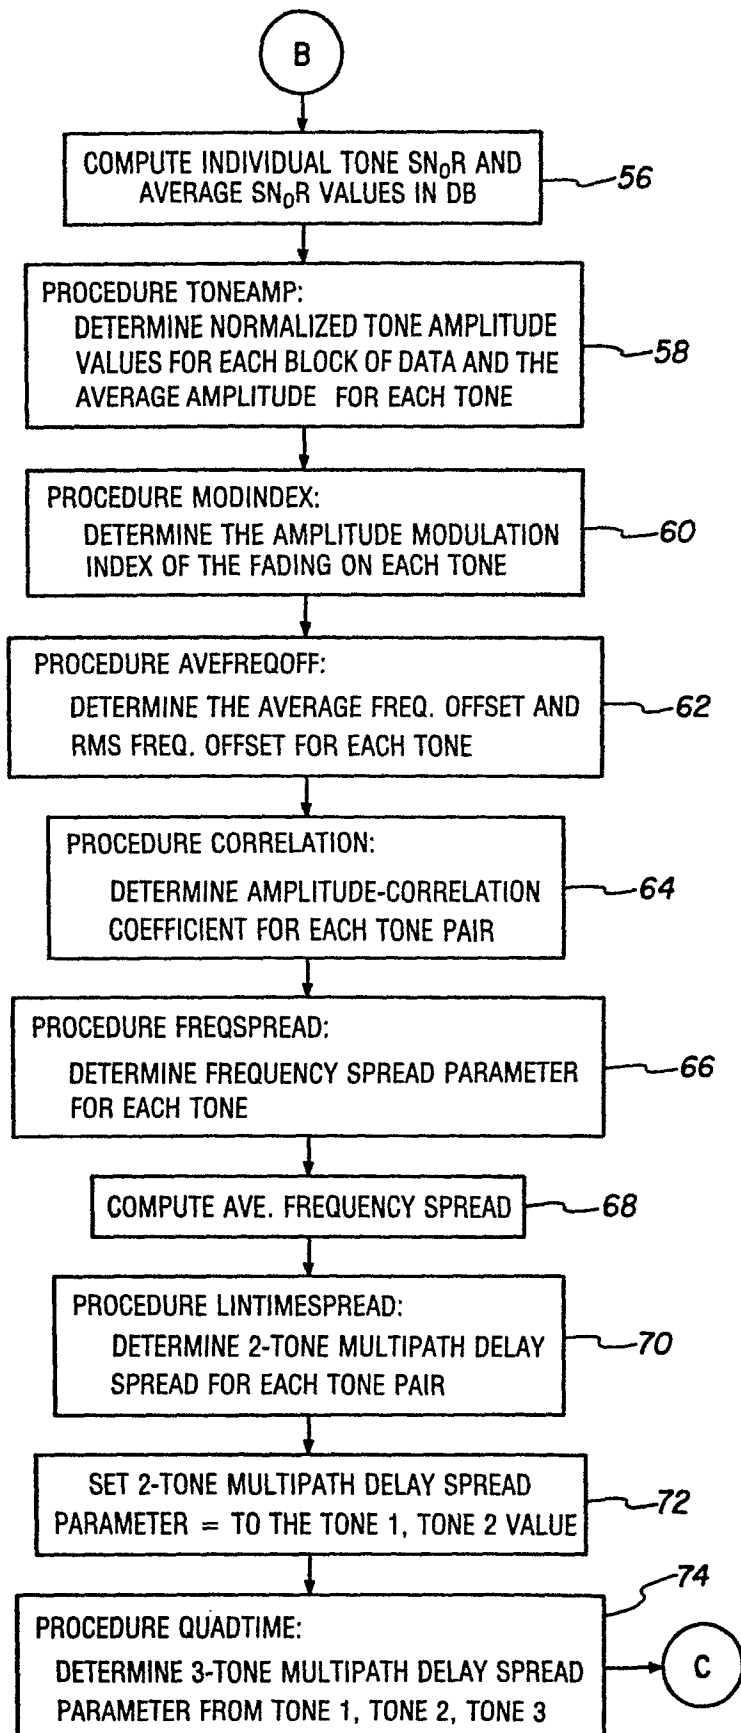 B
COMPUTE INDIVIDUAL TONE SN₀R AND
AVERAGE SN₀R VALUES IN DB
56
PROCEDURE TONEAMP:
DETERMINE NORMALIZED TONE AMPLITUDE
VALUES FOR EACH BLOCK OF DATA AND THE
AVERAGE AMPLITUDE FOR EACH TONE
58
PROCEDURE MODINDEX:
DETERMINE THE AMPLITUDE MODULATION
INDEX OF THE FADING ON EACH TONE
60
PROCEDURE AVEFREQOFF:
DETERMINE THE AVERAGE FREQ. OFFSET AND
RMS FREQ. OFFSET FOR EACH TONE
62
PROCEDURE CORRELATION:
DETERMINE AMPLITUDE-CORRELATION
COEFFICIENT FOR EACH TONE PAIR
64
PROCEDURE FREQSPREAD:
DETERMINE FREQUENCY SPREAD PARAMETER
FOR EACH TONE
66
COMPUTE AVE. FREQUENCY SPREAD
68
PROCEDURE LINTIMESPREAD:
DETERMINE 2-TONE MULTIPATH DELAY
SPREAD FOR EACH TONE PAIR
70
SET 2-TONE MULTIPATH DELAY SPREAD
PARAMETER = TO THE TONE 1, TONE 2 VALUE
72
74
PROCEDURE QUADTIME:
DETERMINE 3-TONE MULTIPATH DELAY SPREAD
PARAMETER FROM TONE 1, TONE 2, TONE 3
C